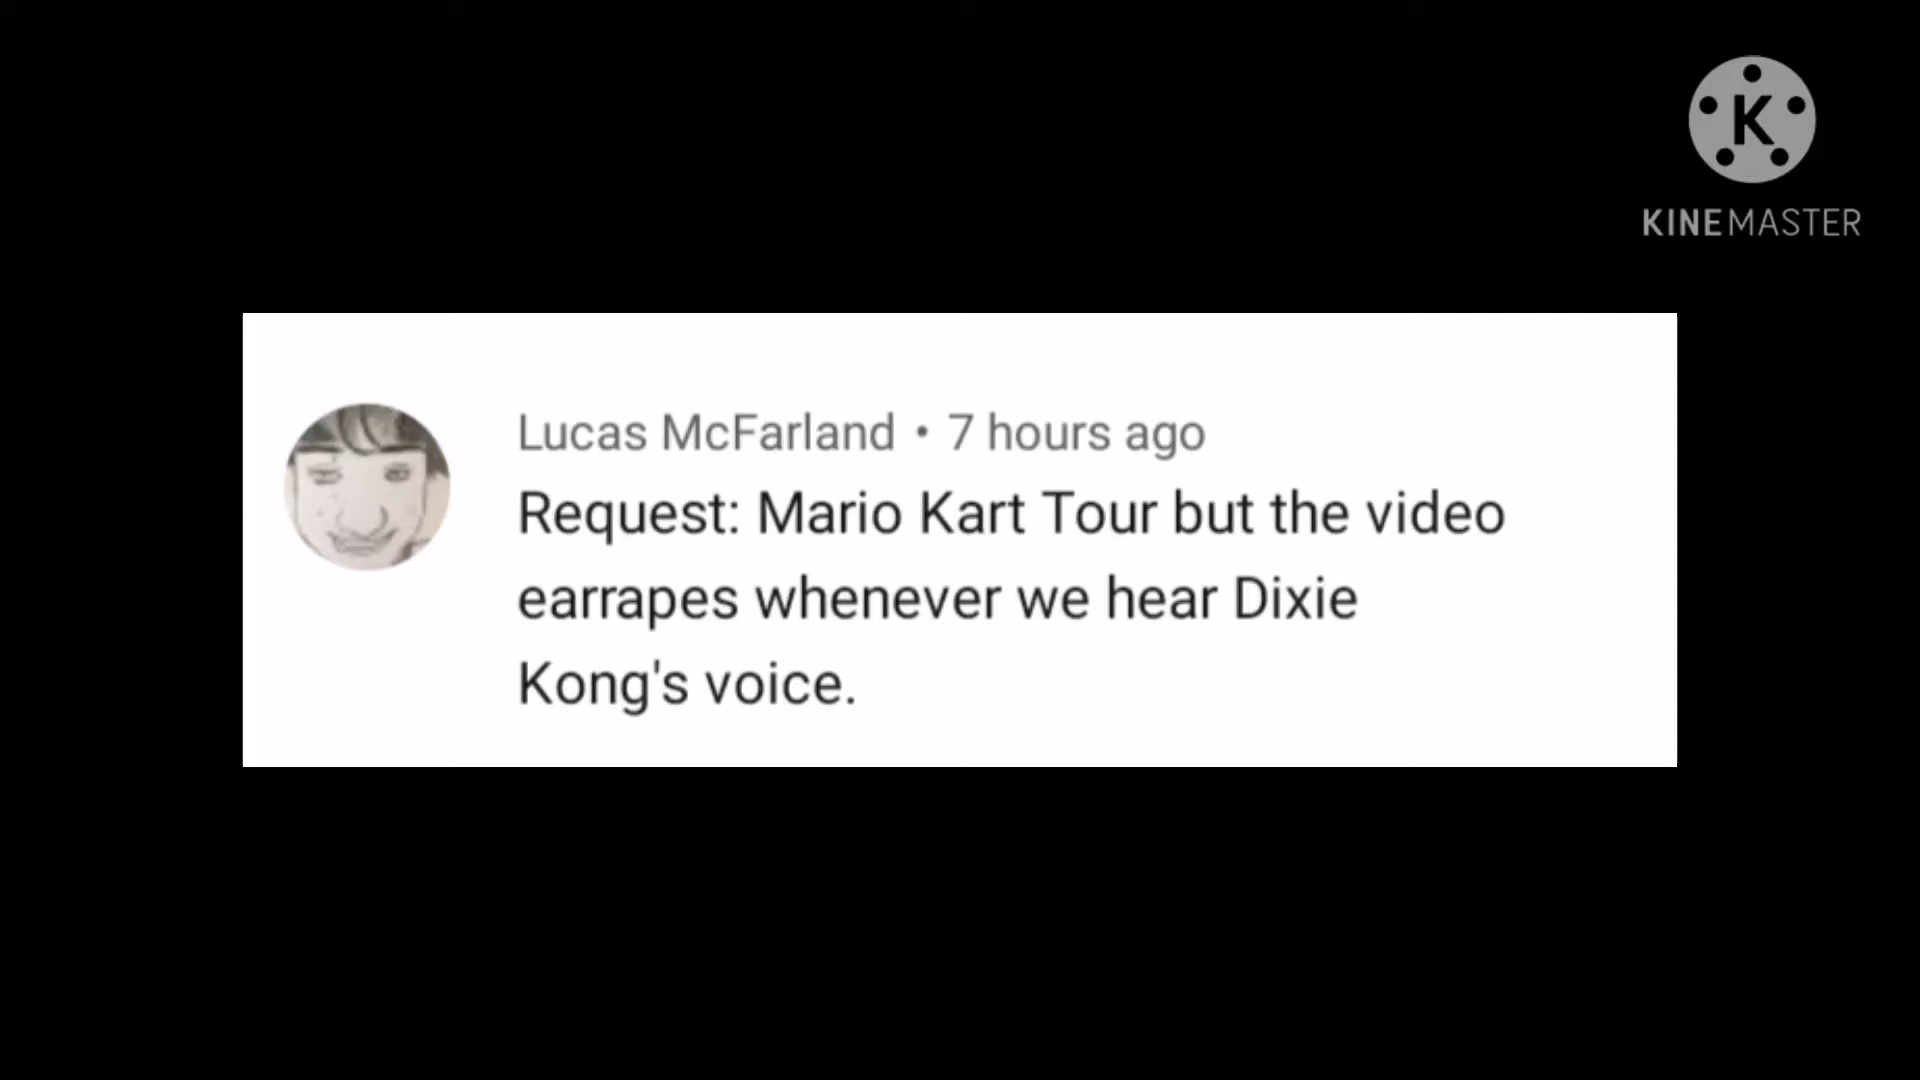 K
KINEMASTER
Lucas McFarland • 7 hours ago
Request: Mario Kart Tour but the video
earrapes whenever we hear Dixie
Kong's voice.